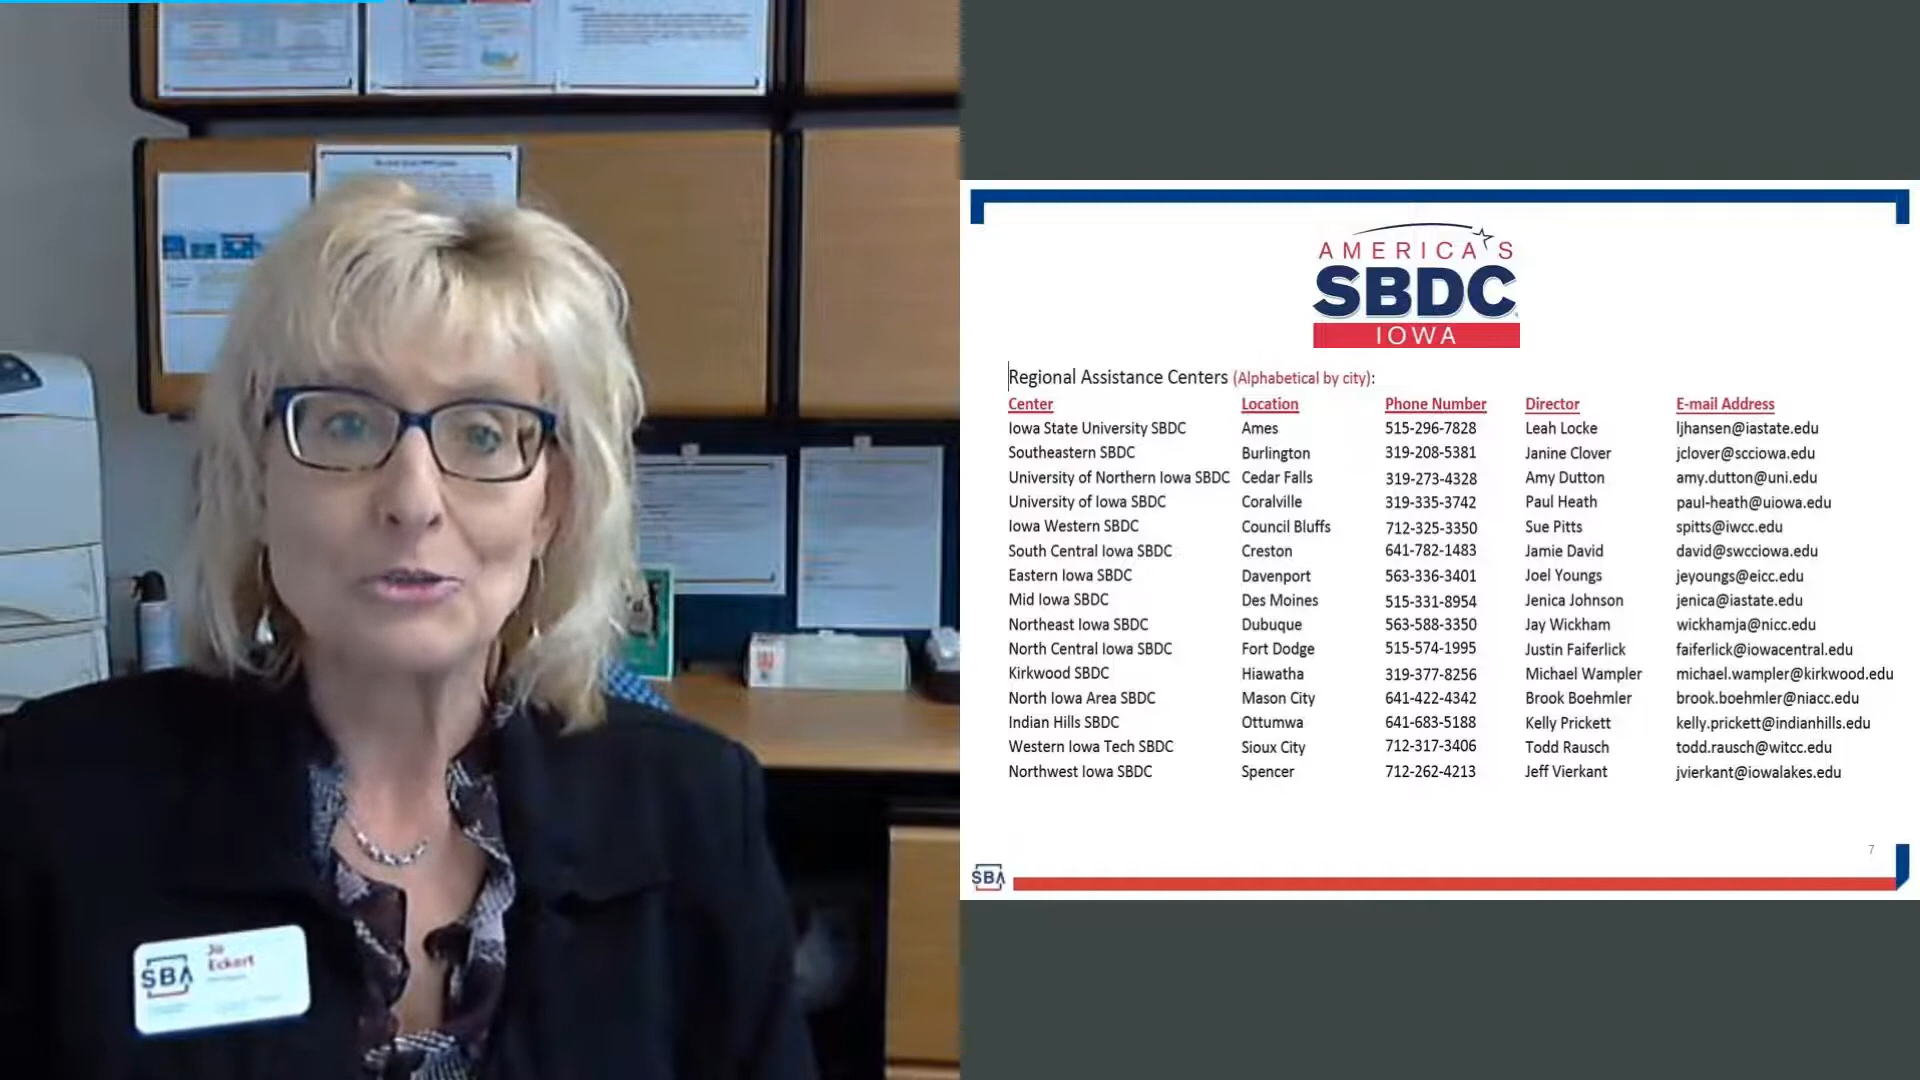 AMERICA'S
SBDC
IOWA
Regional Assistance Centers (Alphabetical by city):
Center Location Phone Number Director E-mail Address
Iowa State University SBDC Ames 515-296-7828 Leah Locke ljhansen@iastate.edu
Southeastern SBDC Burlington 319-208-5381 Janine Clover jclover@scciowa.edu
University of Northern Iowa SBDC Cedar Falls 319-273-4328 Amy Dutton amy.dutton@uni.edu
University of Iowa SBDC Coralville 319-335-3742 Paul Heath paul-heath@uiowa.edu
Iowa Western SBDC Council Bluffs 712-325-3350 Sue Pitts spitts@iwcc.edu
South Central Iowa SBDC Creston 641-782-1483 Jamie David david@swcciowa.edu
Eastern Iowa SBDC Davenport 563-336-3401 Joel Youngs jeyoungs@eicc.edu
Mid Iowa SBDC Des Moines 515-331-8954 Jenica Johnson jenica@iastate.edu
Northeast Iowa SBDC Dubuque 563-588-3350 Jay Wickham wickhamja@nicc.edu
North Central Iowa SBDC Fort Dodge 515-574-1995 Justin Faiferlick faiferlick@iowacentral.edu
Kirkwood SBDC Hiawatha 319-377-8256 Michael Wampler michael.wampler@kirkwood.edu
North Iowa Area SBDC Mason City 641-422-4342 Brook Boehmler brook.boehmler@niacc.edu
Indian Hills SBDC Ottumwa 641-683-5188 Kelly Prickett kelly.prickett@indianhills.edu
Western Iowa Tech SBDC Sioux City 712-317-3406 Todd Rausch todd.rausch@witcc.edu
Northwest Iowa SBDC Spencer 712-262-4213 Jeff Vierkant jvierkant@iowalakes.edu
7
SBA
Jo
Eckert
SBA